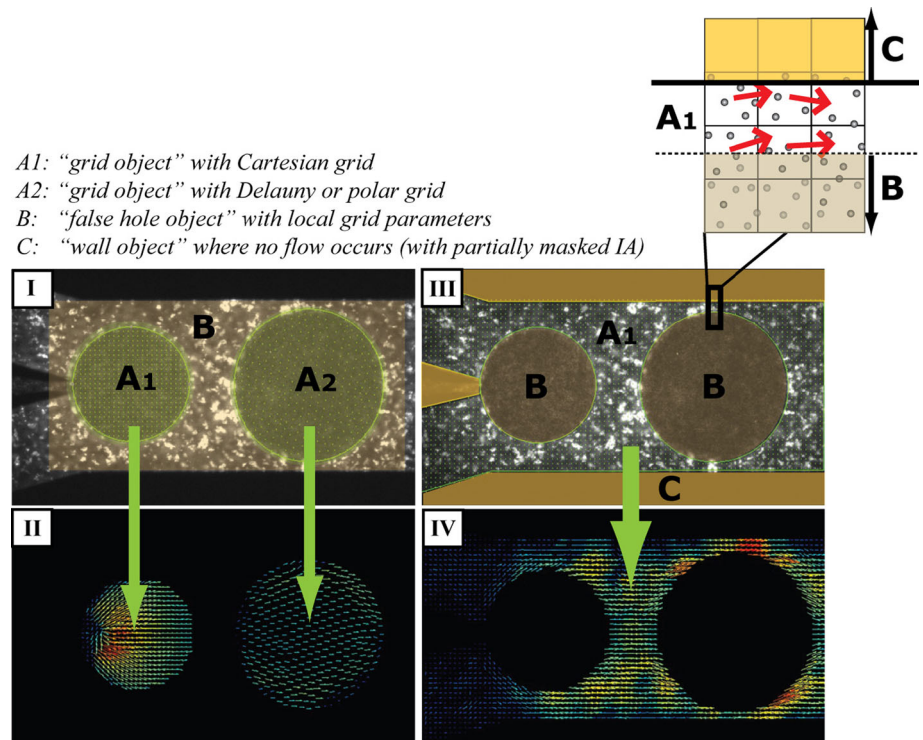 C
A1
B
A1: "grid object" with Cartesian grid
A2: "grid object" with Delauny or polar grid
B: "false hole object" with local grid parameters
C: "wall object" where no flow occurs (with partially masked IA)
I
B
A1
A2
III
A1
B
B
C
II
IV